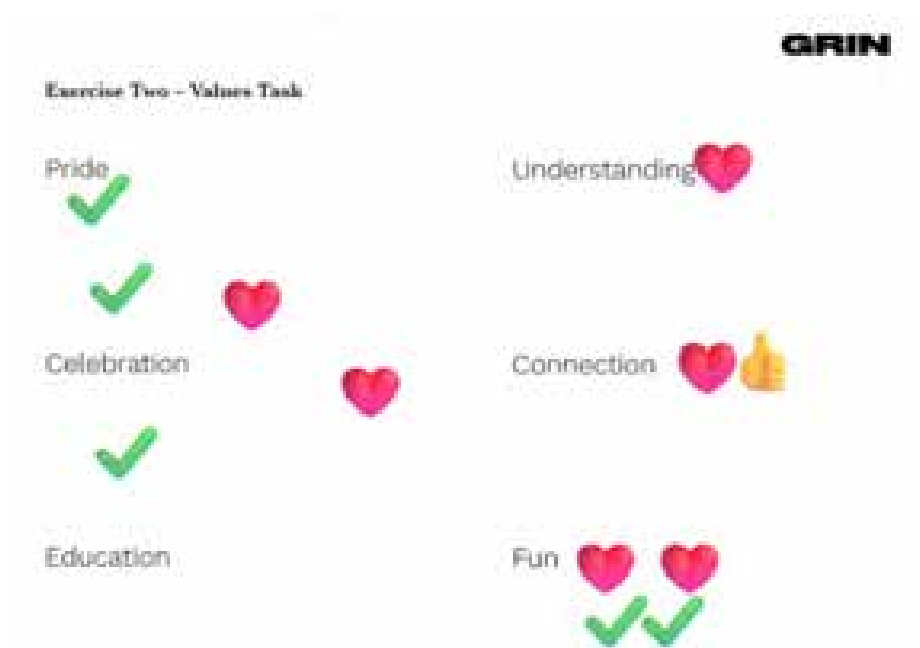 GRIN
Exercise Two – Values Task
Pride
Understanding
Celebration
Connection
Education
Fun